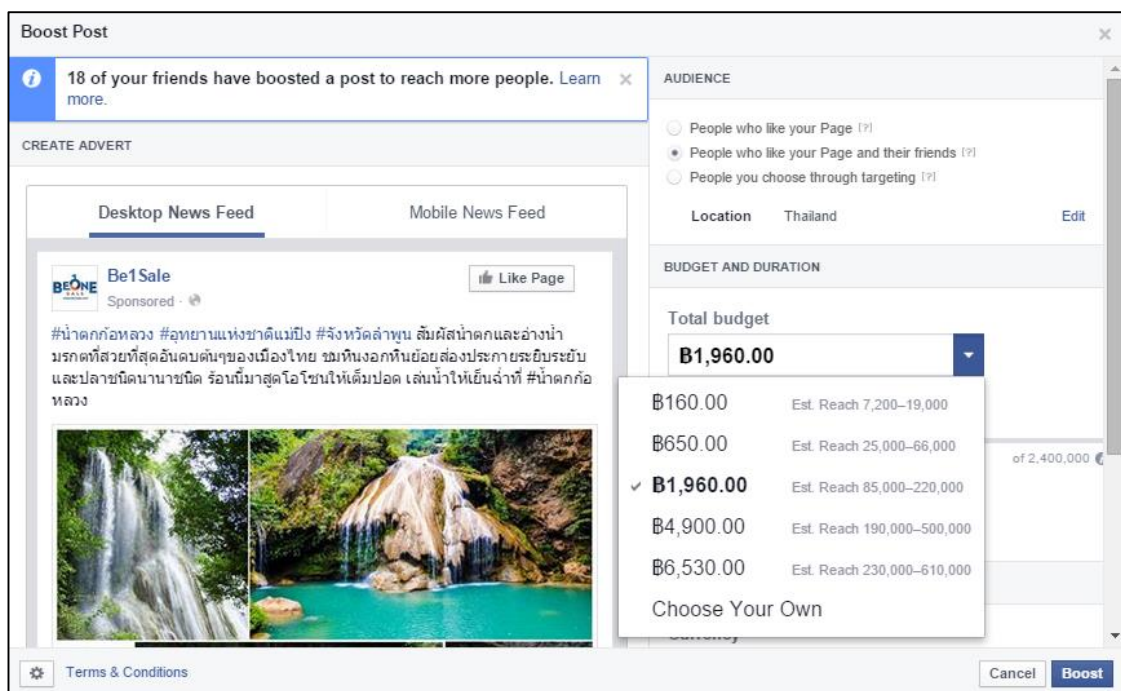 Boost Post
18 of your friends have boosted a post to reach more people. Learn
more.
CREATE ADVERT
Desktop News Feed
Mobile News Feed
BEONE
SALE
Be1Sale
Sponsored
Like Page
#น้ำตกก้อหลวง #อุทยานแห่งชาติแม่ปิง #จังหวัดลำพูน สัมผัสน้ำตกและอ่างน้ำ
มรกตที่สวยที่สุดอันดบต้นๆของเมืองไทย ชมหินงอกหินย้อยส่องประกายระยิบระยับ
และปลาชนิดนานาชนิด ร้อนนี้มาสูดโอโซนให้เต็มปอด เล่นน้ำให้เย็นฉ่ำที่ #น้ำตกก้อ
หลวง
Terms & Conditions
AUDIENCE
People who like your Page [?]
People who like your Page and their friends [?]
People you choose through targeting [?]
Location Thailand Edit
BUDGET AND DURATION
Total budget
฿1,960.00
฿160.00 Est. Reach 7,200–19,000
฿650.00 Est. Reach 25,000–66,000
฿1,960.00 Est. Reach 85,000–220,000
฿4,900.00 Est. Reach 190,000–500,000
฿6,530.00 Est. Reach 230,000–610,000
Choose Your Own
of 2,400,000
Currency
Cancel
Boost